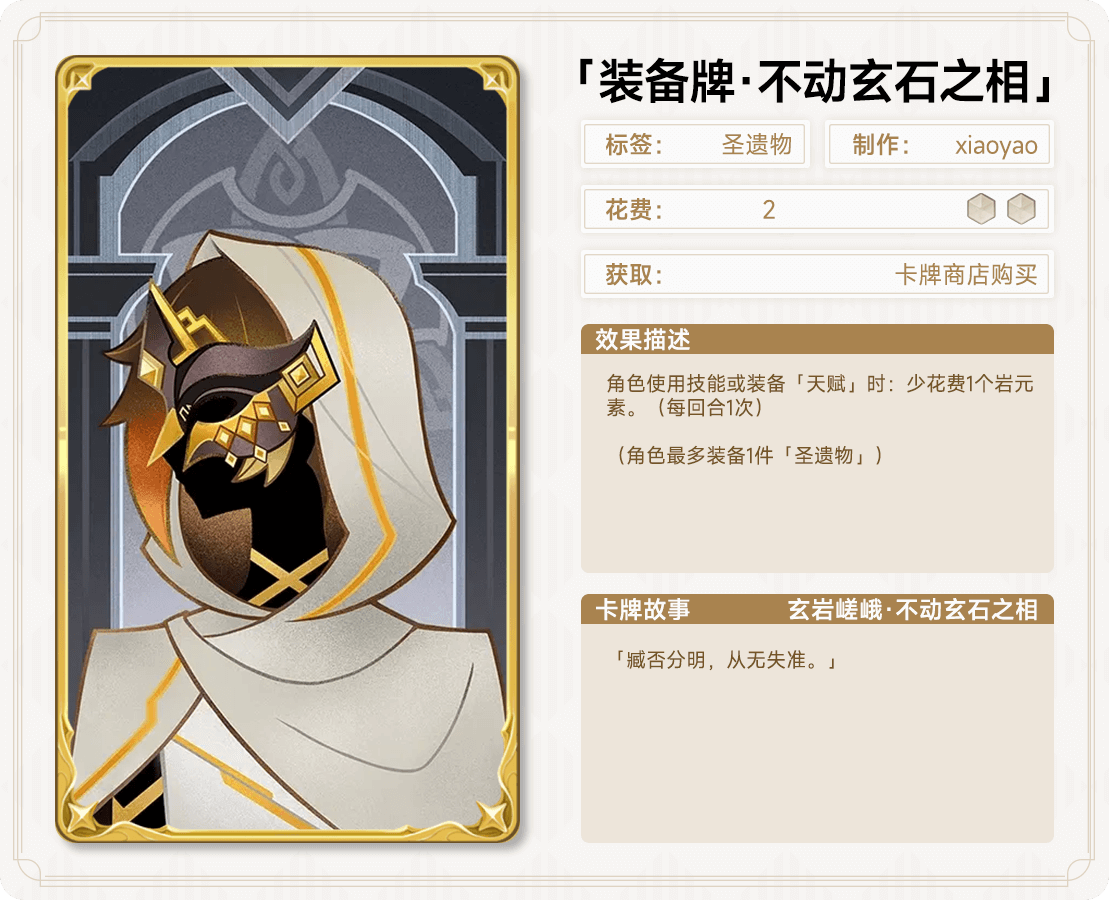 「装备牌·不动玄石之相」
标签： 圣遗物
制作： xiaoyao
花费： 2
获取： 卡牌商店购买
效果描述
角色使用技能或装备「天赋」时：少花费1个岩元
素。（每回合1次）
（角色最多装备1件「圣遗物」）
卡牌故事 玄岩嵯峨·不动玄石之相
「臧否分明，从无失准。」